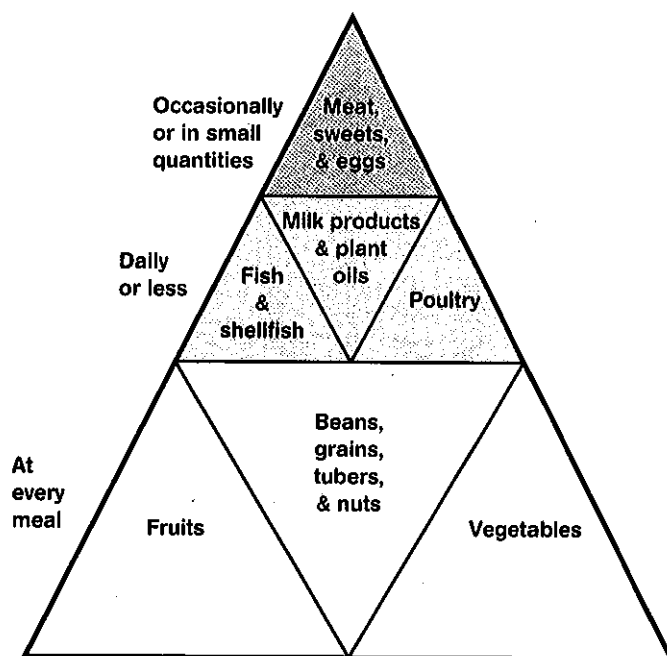 Occasionally
or in small
quantities
Meat,
sweets,
& eggs
Daily
or less
Milk products
& plant
oils
Fish
&
shellfish
Poultry
At
every
meal
Beans,
grains,
tubers,
& nuts
Fruits
Vegetables